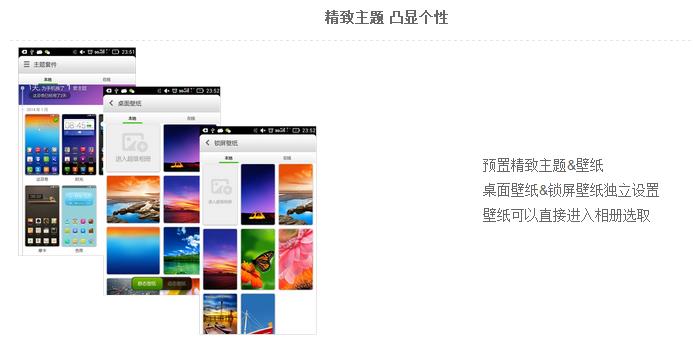 精致主题 凸显个性
23:51
主题套件
本地
在线
1天, 为手机换了1套主题
2014年1月
23:52
桌面壁纸
本地
在线
进入超级相册
静态壁纸
动态壁纸
23:52
锁屏壁纸
本地
在线
进入超级相册
预置精致主题&壁纸
桌面壁纸&锁屏壁纸独立设置
壁纸可以直接进入相册选取